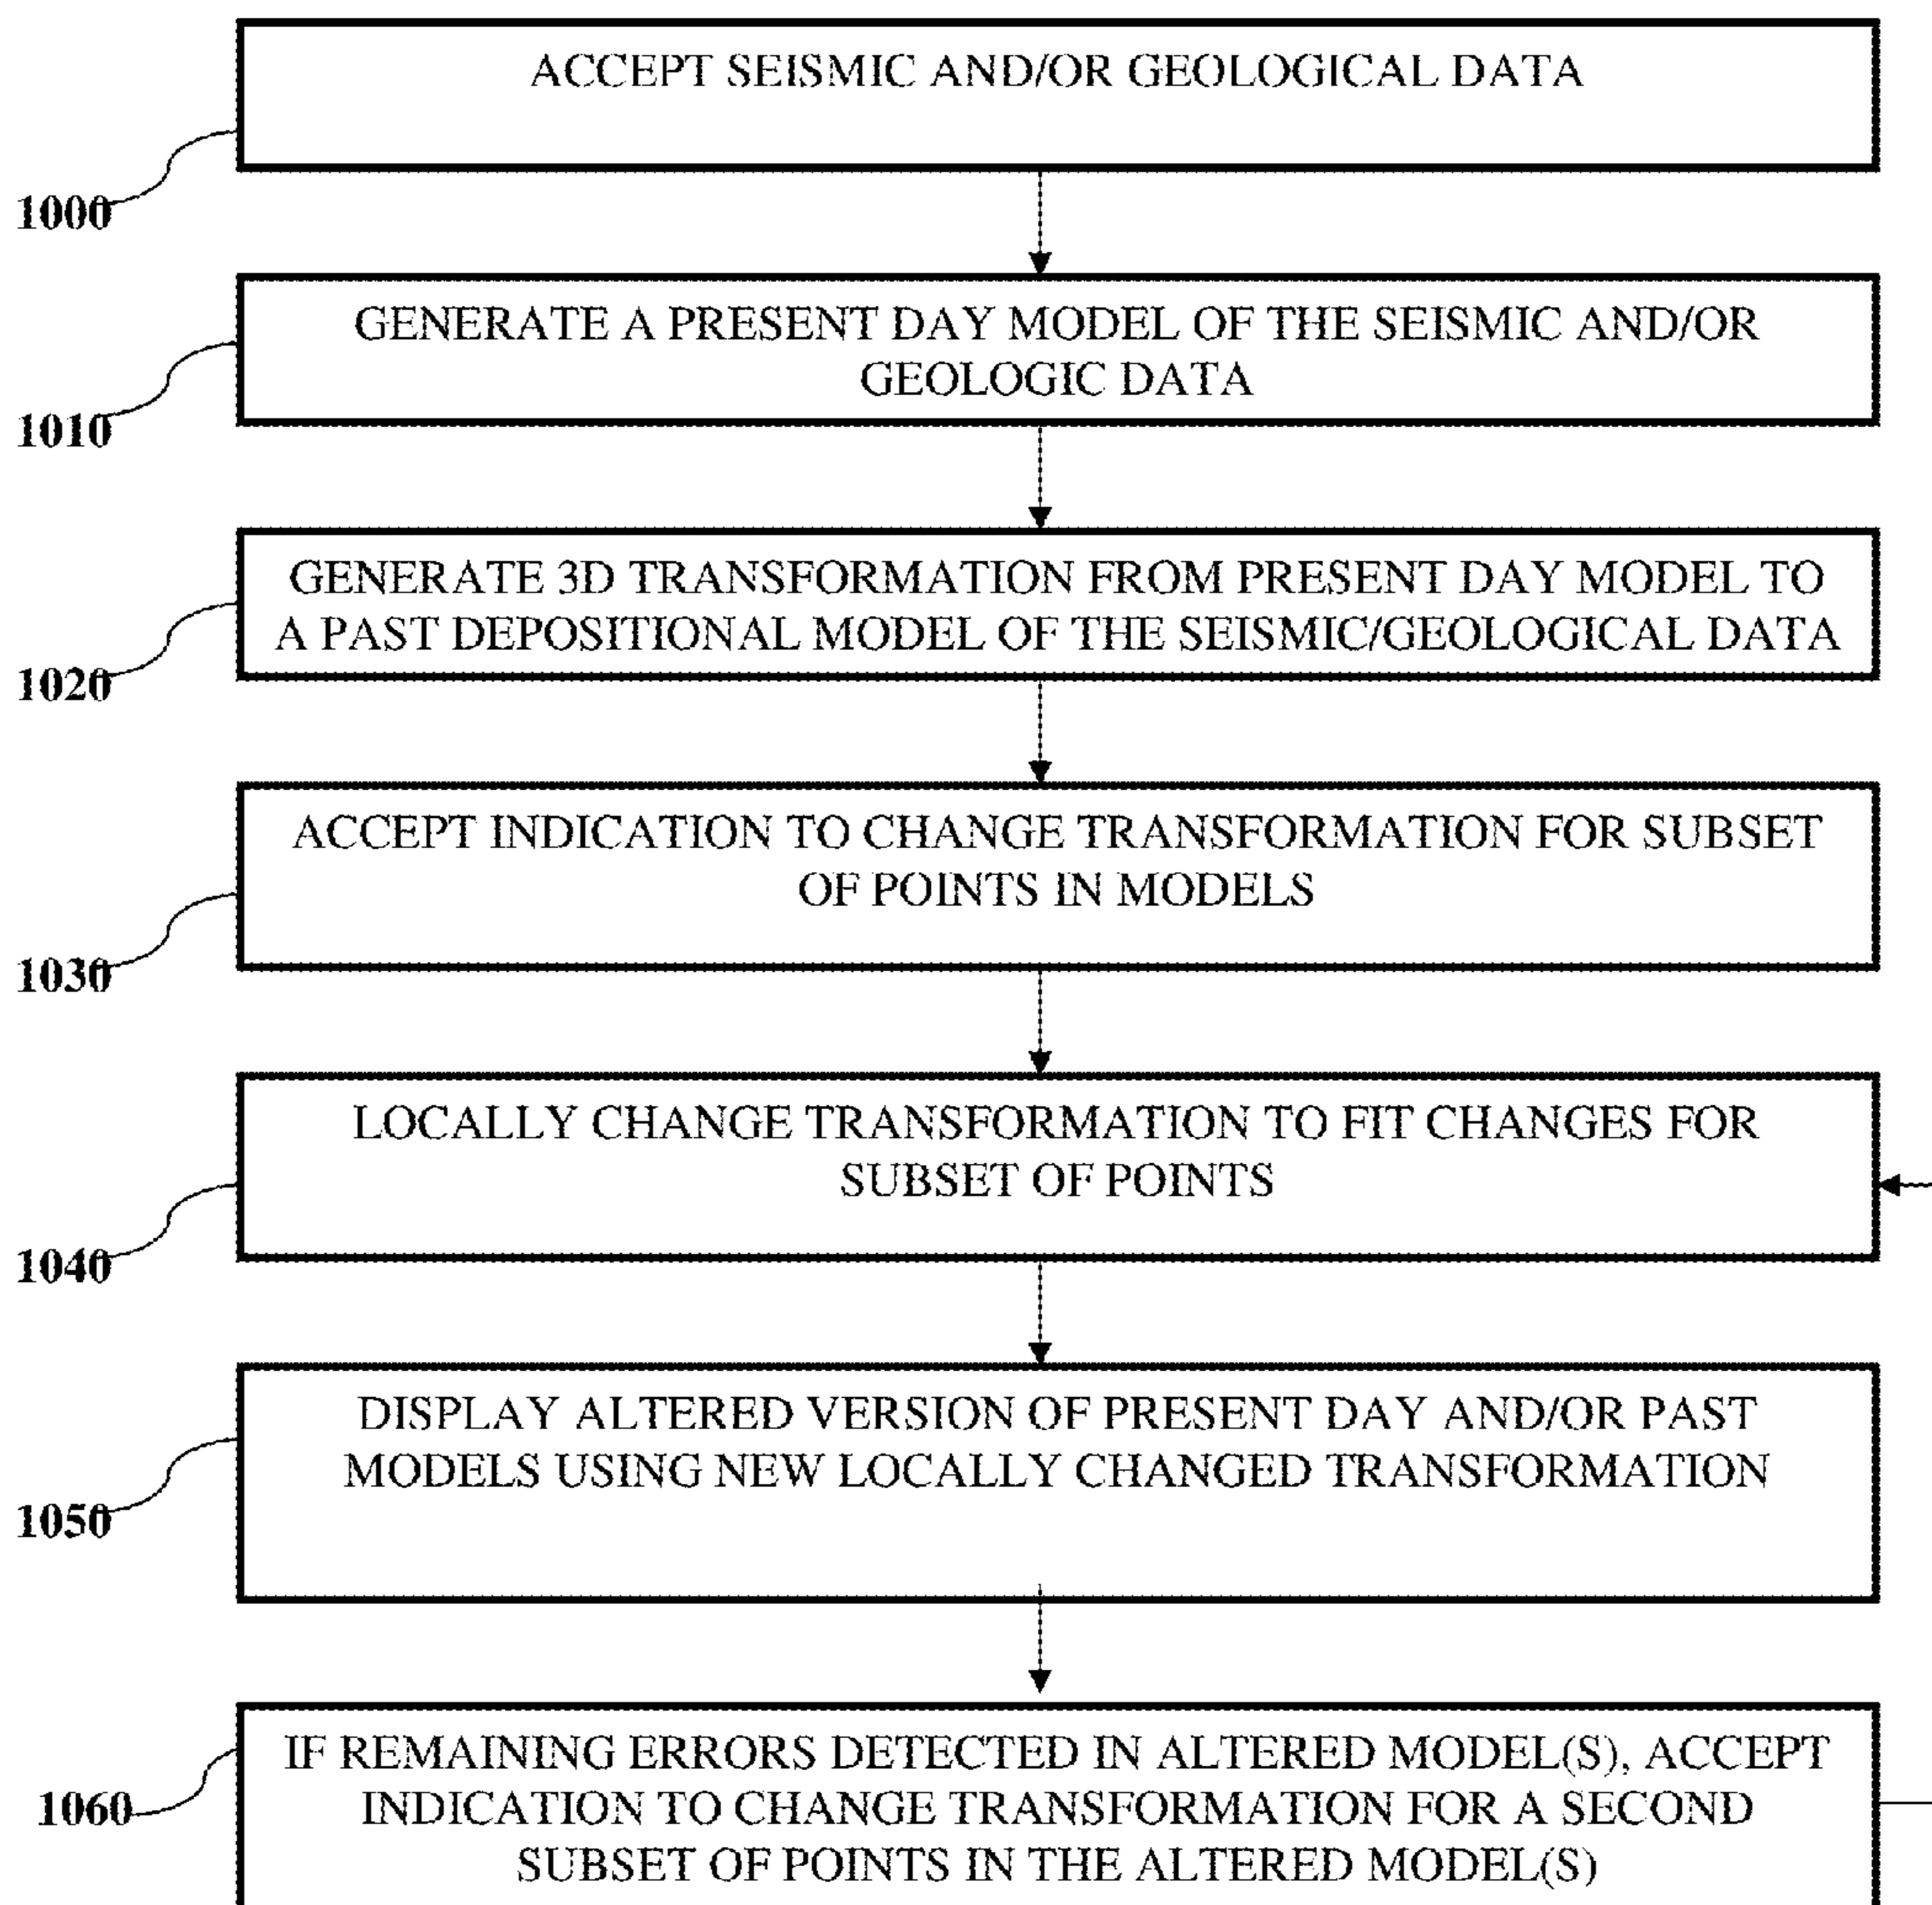 ACCEPT SEISMIC AND/OR GEOLOGICAL DATA
1000
GENERATE A PRESENT DAY MODEL OF THE SEISMIC AND/OR
GEOLOGIC DATA
1010
GENERATE 3D TRANSFORMATION FROM PRESENT DAY MODEL TO
A PAST DEPOSITIONAL MODEL OF THE SEISMIC/GEOLOGICAL DATA
1020
ACCEPT INDICATION TO CHANGE TRANSFORMATION FOR SUBSET
OF POINTS IN MODELS
1030
LOCALLY CHANGE TRANSFORMATION TO FIT CHANGES FOR
SUBSET OF POINTS
1040
DISPLAY ALTERED VERSION OF PRESENT DAY AND/OR PAST
MODELS USING NEW LOCALLY CHANGED TRANSFORMATION
1050
IF REMAINING ERRORS DETECTED IN ALTERED MODEL(S), ACCEPT
INDICATION TO CHANGE TRANSFORMATION FOR A SECOND
SUBSET OF POINTS IN THE ALTERED MODEL(S)
1060